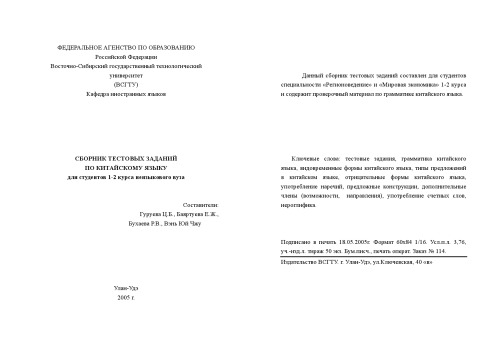 ФЕДЕРАЛЬНОЕ АГЕНСТВО ПО ОБРАЗОВАНИЮ
Российской Федерации
Восточно-Сибирский государственный технологический
университет
(ВСГТУ)
Кафедра иностранных языков
СБОРНИК ТЕСТОВЫХ ЗАДАНИЙ
ПО КИТАЙСКОМУ ЯЗЫКУ
для студентов 1-2 курса неязыкового вуза
Составители:
Гуруева Ц.Б., Баяртуева Е.Ж.,
Бухаева Р.В., Вэнь Юй Чжу
Улан-Удэ
2005 г.
Данный сборник тестовых заданий составлен для студентов
специальности «Регионоведение» и «Мировая экономика» 1-2 курса
и содержит проверочный материал по грамматике китайского языка.
Ключевые слова: тестовые задания, грамматика китайского
языка, видовременные формы китайского языка, типы предложений
в китайском языке, отрицательные формы китайского языка,
употребление наречий, предложные конструкции, дополнительные
члены (возможности, направления), употребление счетных слов,
иероглифика.
Подписано в печать 18.05.2005г. Формат 60х84 1/16. Усл.п.л. 3,76,
уч.-изд.л. тираж 50 экз. Бум.писч., печать операт. Заказ № 114.
Издательство ВСГТУ. г. Улан-Удэ, ул.Ключевская, 40 «в»